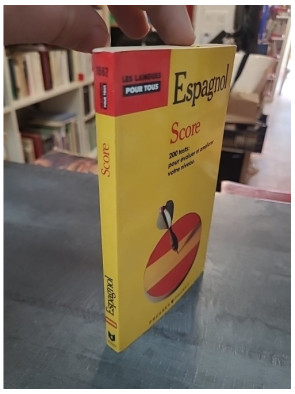 LES LANGUES
POUR TOUS
Espagnol
Score
200 tests
pour évaluer et améliorer
votre niveau
Score
Espagnol